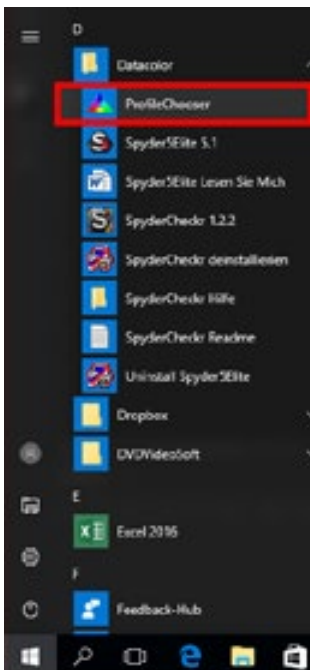 D
Datacolor
ProfileChooser
Spyder5Elite 5.1
Spyder5Elite Lesen Sie Mich
SpyderCheckr 1.2.2
SpyderCheckr deinstallieren
SpyderCheckr Hilfe
SpyderCheckr Readme
Uninstall Spyder5Elite
Dropbox
DVDVideoSoft
E
Excel 2016
F
Feedback-Hub